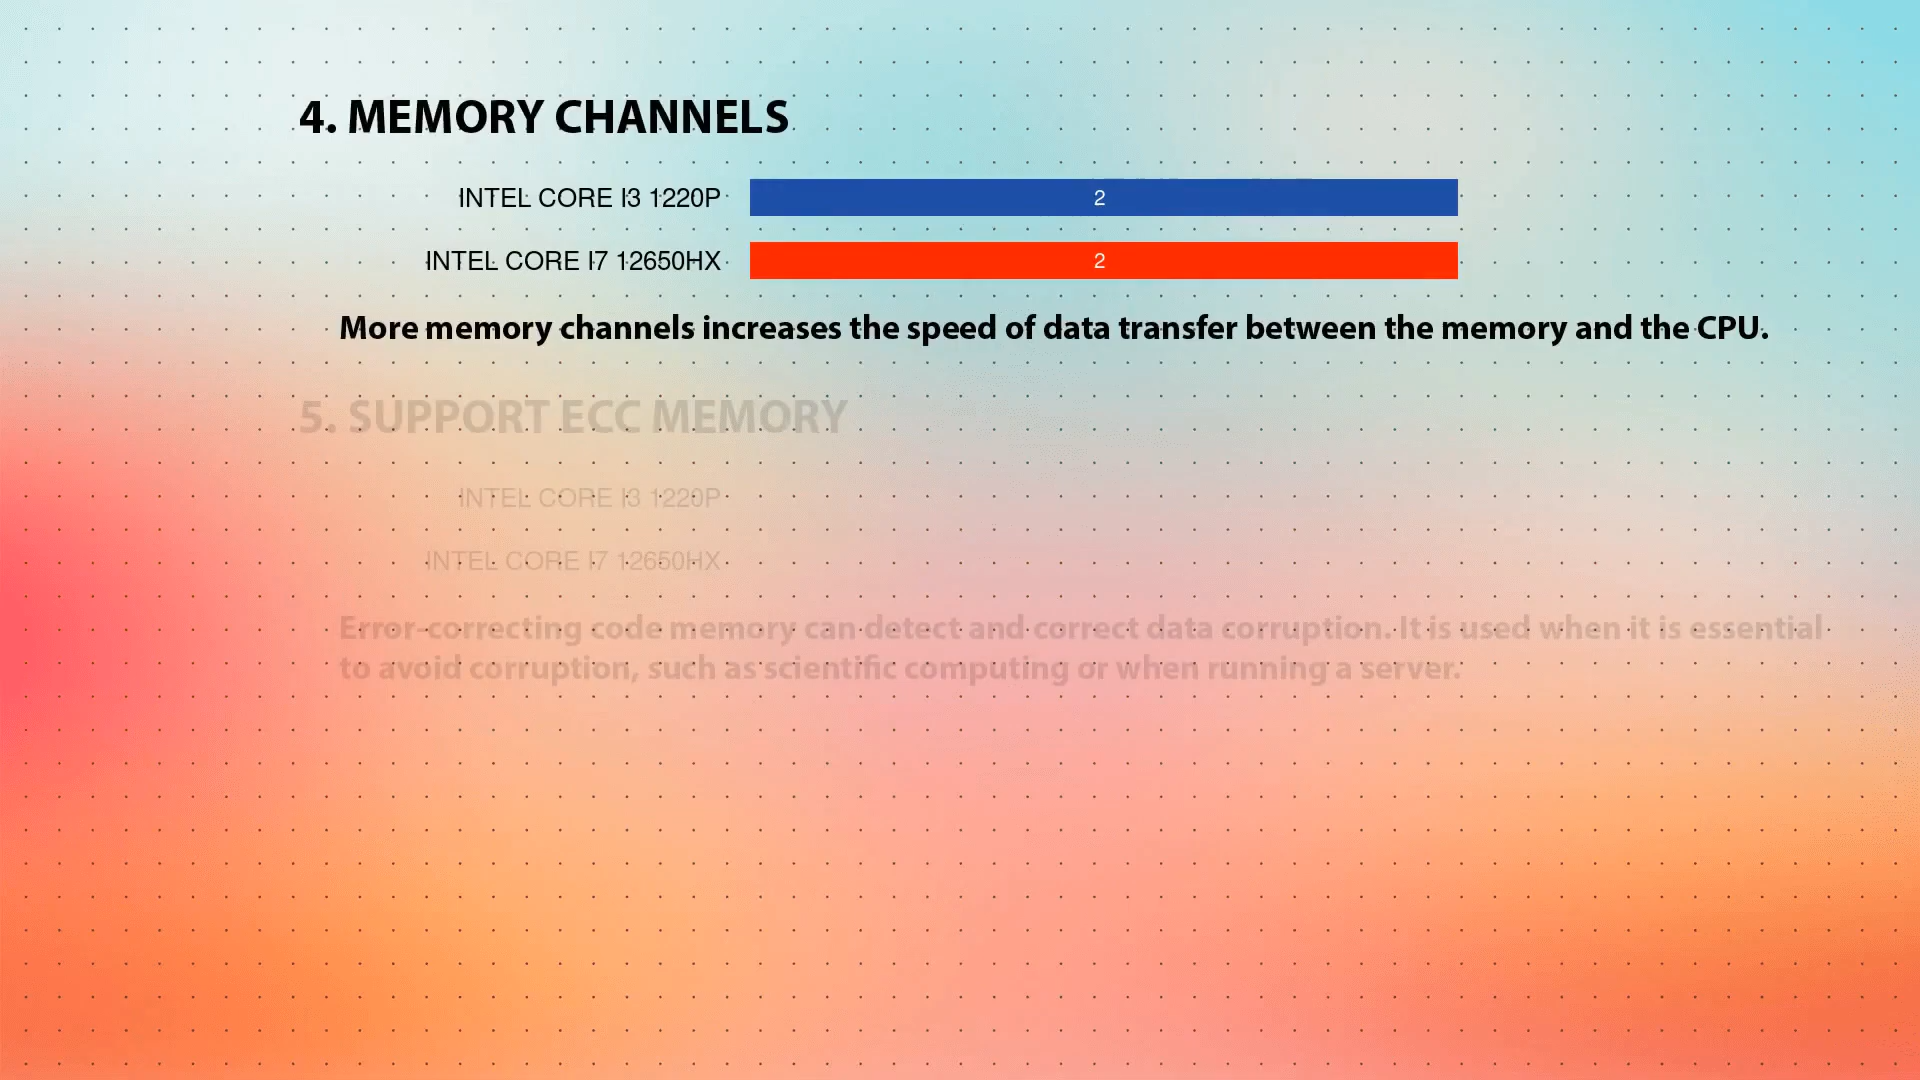 4. MEMORY CHANNELS
INTEL CORE I3 1220P
2
INTEL CORE I7 12650HX
2
More memory channels increases the speed of data transfer between the memory and the CPU.
5. SUPPORT ECC MEMORY
INTEL CORE I3 1220P
INTEL CORE I7 12650HX
Error-correcting code memory can detect and correct data corruption. It is used when it is essential
to avoid corruption, such as scientific computing or when running a server.